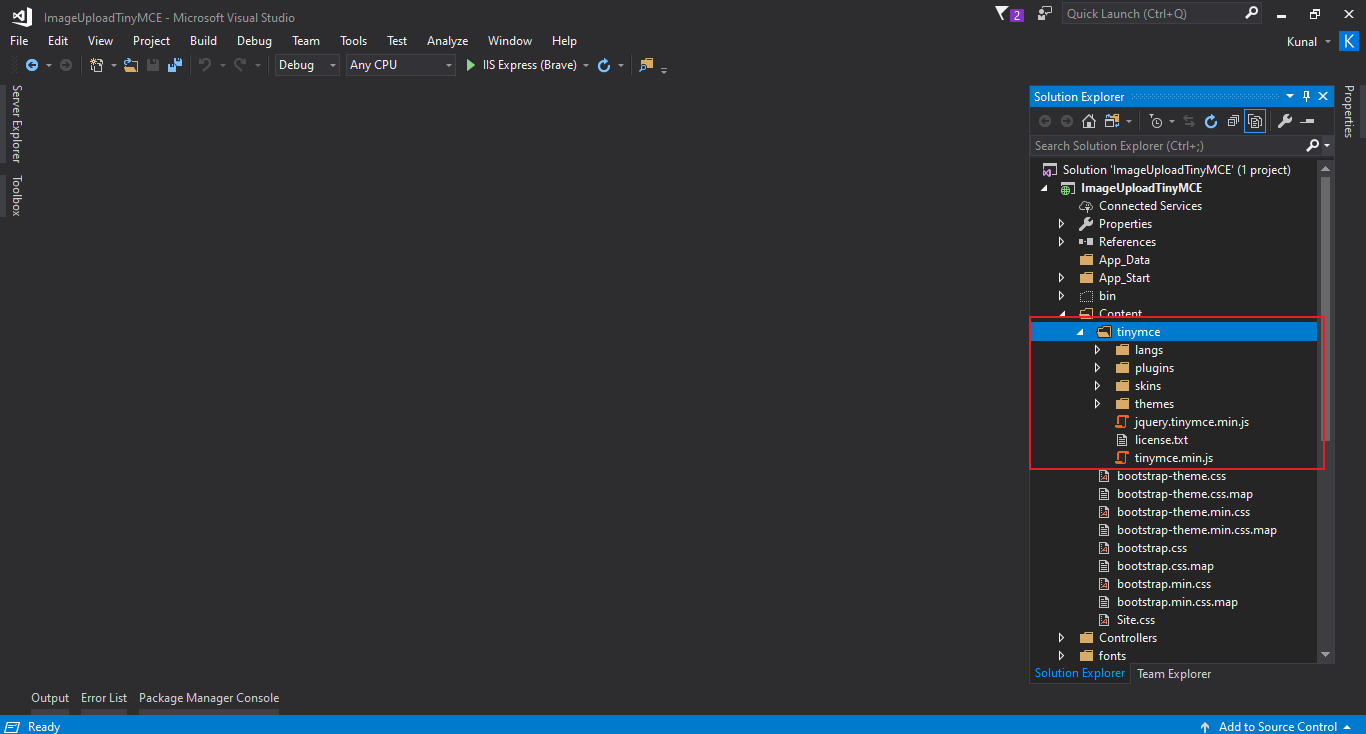 ImageUploadTinyMCE - Microsoft Visual Studio
2
Quick Launch (Ctrl+Q)
File Edit View Project Build Debug Team Tools Test Analyze Window Help
Kunal K
Debug Any CPU IIS Express (Brave)
Server Explorer
Toolbox
Solution Explorer
Search Solution Explorer (Ctrl+;)
Solution 'ImageUploadTinyMCE' (1 project)
ImageUploadTinyMCE
Connected Services
Properties
References
App_Data
App_Start
bin
Content
tinymce
langs
plugins
skins
themes
jquery.tinymce.min.js
license.txt
tinymce.min.js
bootstrap-theme.css
bootstrap-theme.css.map
bootstrap-theme.min.css
bootstrap-theme.min.css.map
bootstrap.css
bootstrap.css.map
bootstrap.min.css
bootstrap.min.css.map
Site.css
Controllers
fonts
Solution Explorer Team Explorer
Properties
Output Error List Package Manager Console
Ready
Add to Source Control